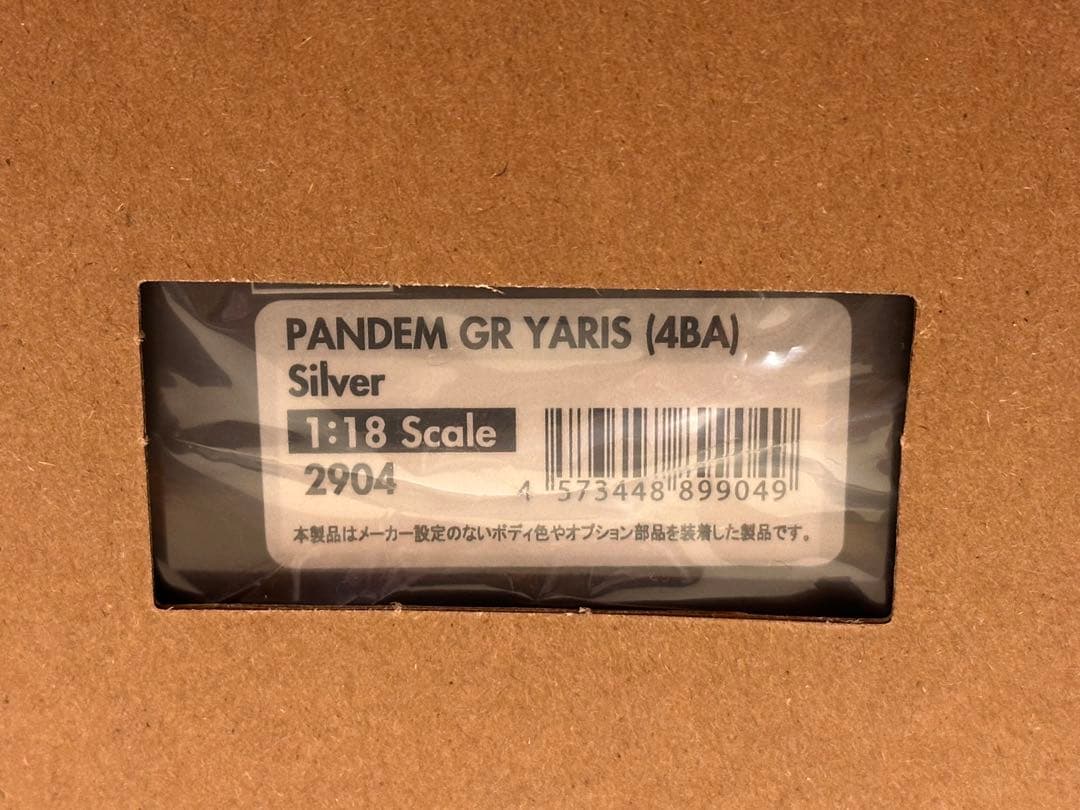 PANDEM GR YARIS (4BA)
Silver
1:18 Scale
2904
4 573448 899049
本製品はメーカー設定のないボディ色やオプション部品を装着した製品です。